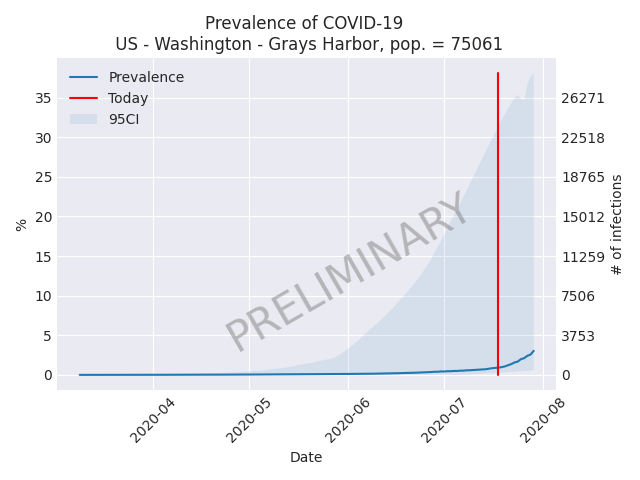 Prevalence of COVID-19
US - Washington - Grays Harbor, pop. = 75061
Prevalence
Today
95CI
35
30
25
20
15
10
5
0
%
26271
22518
18765
15012
11259
7506
3753
0
# of infections
PRELIMINARY
2020-04
2020-05
2020-06
2020-07
2020-08
Date